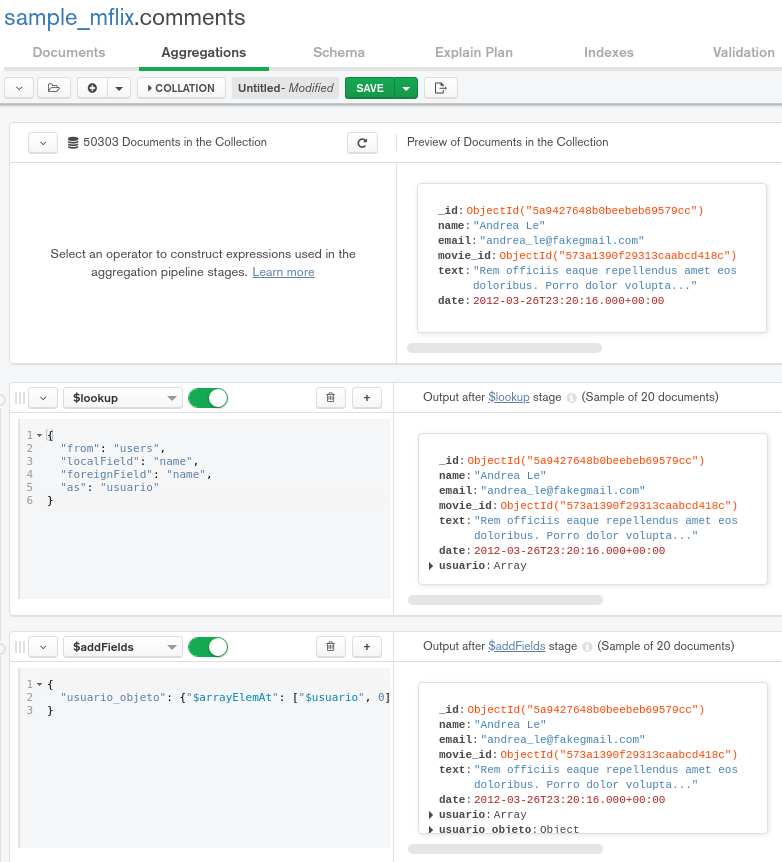 sample_mflix.comments
Documents Aggregations Schema Explain Plan Indexes Validation
COLLATION Untitled- Modified SAVE
50303 Documents in the Collection
Preview of Documents in the Collection
Select an operator to construct expressions used in the
aggregation pipeline stages. Learn more
_id:ObjectId("5a9427648b0beebeb69579cc")
name:"Andrea Le"
email:"andrea_le@fakegmail.com"
movie_id:ObjectId("573a1390f29313caabcd418c")
text:"Rem officiis eaque repellendus amet eos
doloribus. Porro dolor volupta..."
date:2012-03-26T23:20:16.000+00:00
$lookup
Output after $lookup stage (Sample of 20 documents)
1 {
2 "from": "users",
3 "localField": "name",
4 "foreignField": "name",
5 "as": "usuario"
6 }
_id:ObjectId("5a9427648b0beebeb69579cc")
name:"Andrea Le"
email:"andrea_le@fakegmail.com"
movie_id:ObjectId("573a1390f29313caabcd418c")
text:"Rem officiis eaque repellendus amet eos
doloribus. Porro dolor volupta..."
date:2012-03-26T23:20:16.000+00:00
usuario:Array
$addFields
Output after $addFields stage (Sample of 20 documents)
1 {
2 "usuario_objeto": {"$arrayElemAt": ["$usuario", 0]
3 }
_id:ObjectId("5a9427648b0beebeb69579cc")
name:"Andrea Le"
email:"andrea_le@fakegmail.com"
movie_id:ObjectId("573a1390f29313caabcd418c")
text:"Rem officiis eaque repellendus amet eos
doloribus. Porro dolor volupta..."
date:2012-03-26T23:20:16.000+00:00
usuario:Array
usuario_objeto:Object